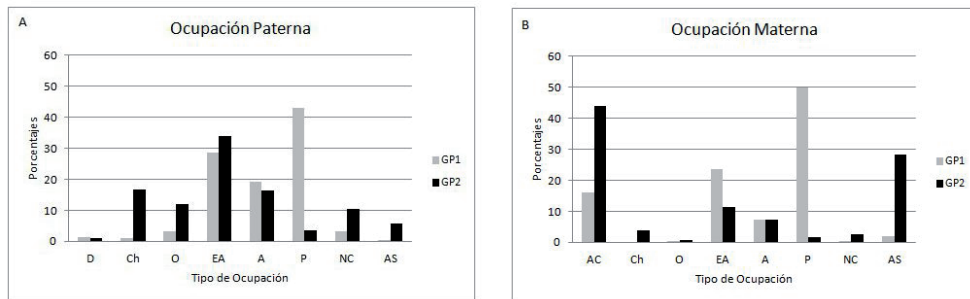 A
Ocupación Paterna
60
50
40
30
20
10
0
Porcentajes
D Ch O EA A P NC AS
Tipo de Ocupación
GP1
GP2
B
Ocupación Materna
60
50
40
30
20
10
0
Porcentajes
AC Ch O EA A P NC AS
Tipo de Ocupación
GP1
GP2